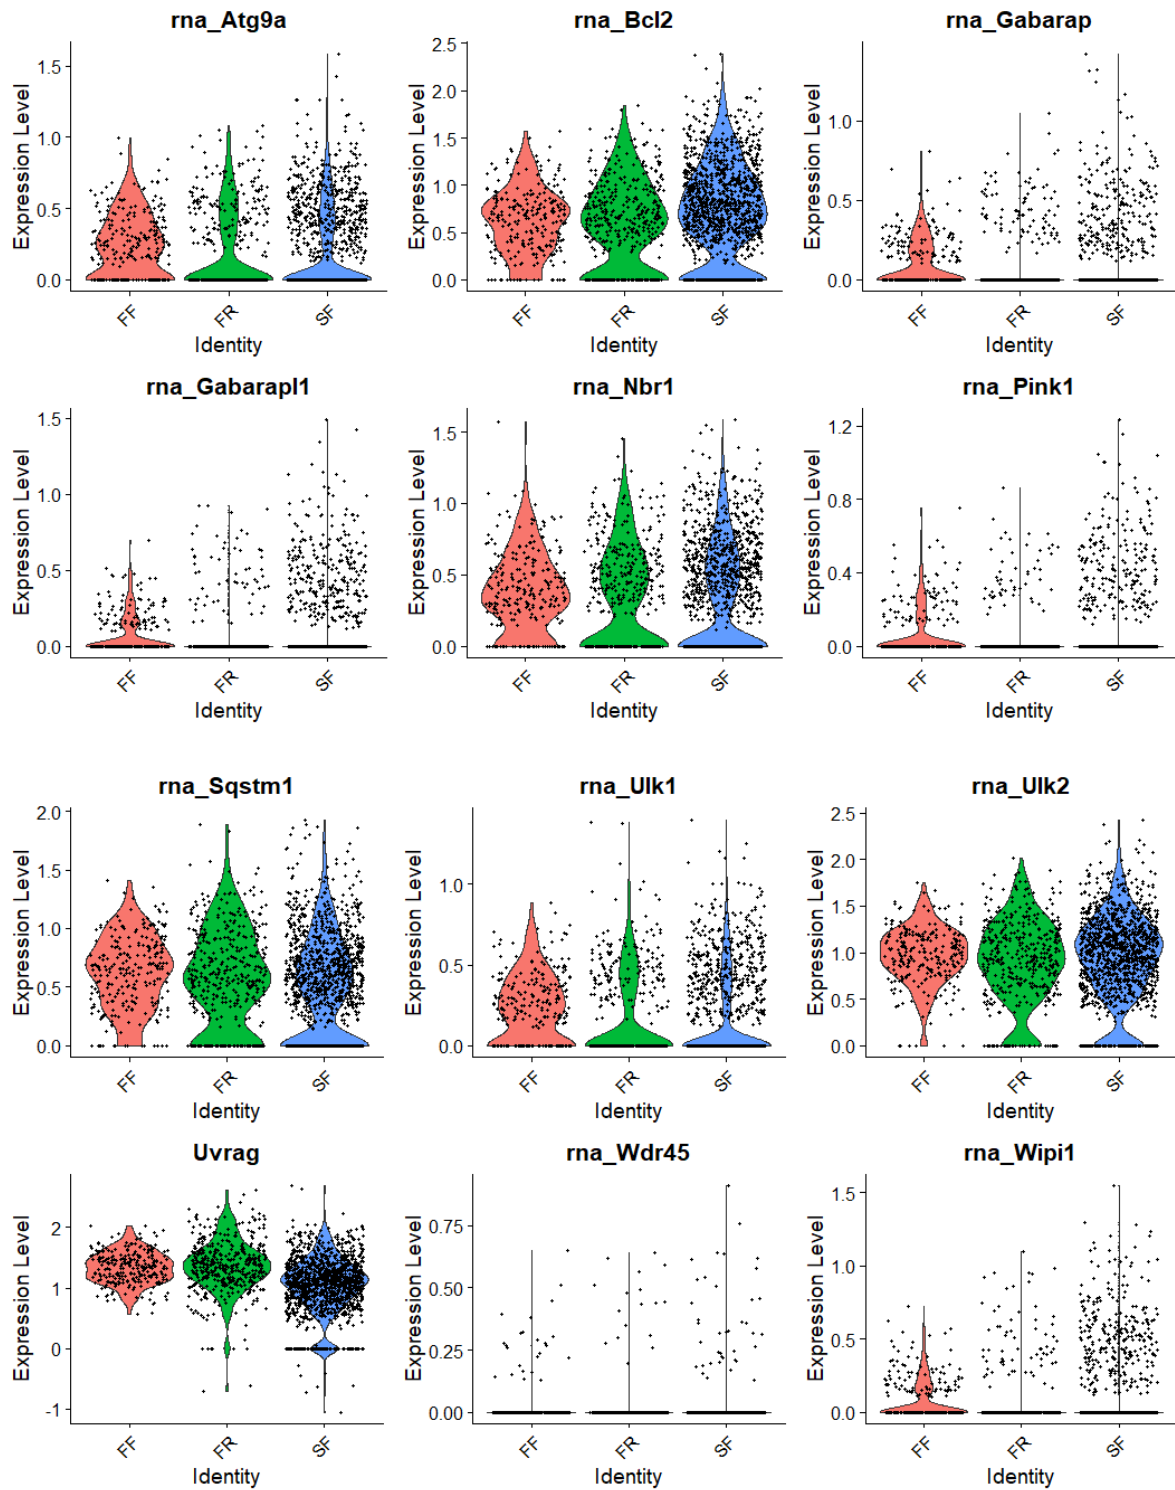 rna_Atg9a
rna_Bcl2
rna_Gabarap
Expression Level
1.5
1.0
0.5
0.0
FF
FR
SF
Identity
Expression Level
2.5
2.0
1.5
1.0
0.5
0.0
FF
FR
SF
Identity
Expression Level
1.0
0.5
0.0
FF
FR
SF
Identity
rna_Gabarapl1
rna_Nbr1
rna_Pink1
Expression Level
1.5
1.0
0.5
0.0
FF
FR
SF
Identity
Expression Level
1.5
1.0
0.5
0.0
FF
FR
SF
Identity
Expression Level
1.2
0.8
0.4
0.0
FF
FR
SF
Identity
rna_Sqstm1
rna_Ulk1
rna_Ulk2
Expression Level
2.0
1.5
1.0
0.5
0.0
FF
FR
SF
Identity
Expression Level
1.0
0.5
0.0
FF
FR
SF
Identity
Expression Level
2.5
2.0
1.5
1.0
0.5
0.0
FF
FR
SF
Identity
Uvrag
rna_Wdr45
rna_Wipi1
Expression Level
2
1
0
-1
FF
FR
SF
Identity
Expression Level
0.75
0.50
0.25
0.00
FF
FR
SF
Identity
Expression Level
1.5
1.0
0.5
0.0
FF
FR
SF
Identity